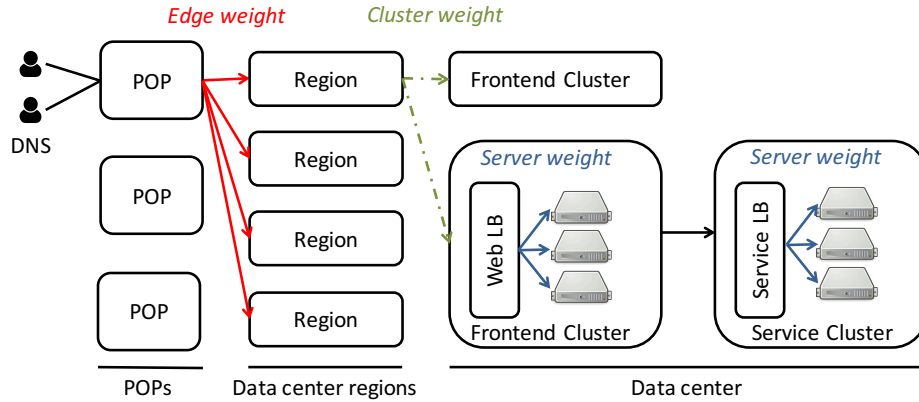 Edge weight
Cluster weight
POP
Region
Frontend Cluster
DNS
Region
POP
Region
POP
Region
Server weight
Web LB
Frontend Cluster
Server weight
Service LB
Service Cluster
POPs
Data center regions
Data center